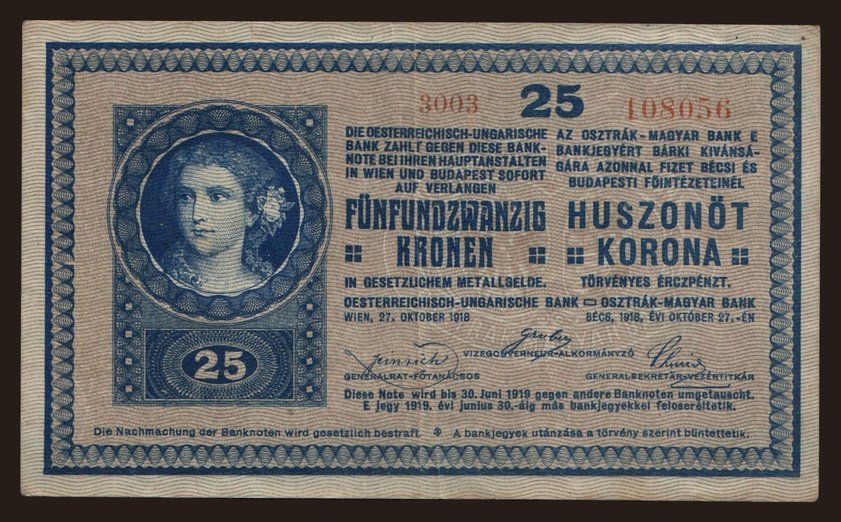 3003 25 108056
DIE OESTERREICHISCH-UNGARISCHE
BANK ZAHLT GEGEN DIESE BANK-
NOTE BEI IHREN HAUPTANSTALTEN
IN WIEN UND BUDAPEST SOFORT
AUF VERLANGEN
FÜNFUNDZWANZIG
KRONEN
IN GESETZLICHEM METALLGELDE.
AZ OSZTRÁK-MAGYAR BANK E
BANKJEGYÉRT BÁRKI KIVÁNSÁ-
GÁRA AZONNAL FIZET BÉCSI ÉS
BUDAPESTI FŐINTÉZETEINÉL
HUSZONÖT
KORONA
TÖRVÉNYES ÉRCZPÉNZT.
OESTERREICHISCH-UNGARISCHE BANK OSZTRÁK-MAGYAR BANK
WIEN, 27. OKTOBER 1918 BÉCS, 1918. ÉVI OKTÓBER 27.-ÉN
Gruber
VIZEGOUVERNEUR-ALKORMÁNYZÓ
GENERALRAT-FŐTANÁCSOS GENERALSEKRETÄR-VEZÉRTITKÁR
25
Diese Note wird bis 30. Juni 1919 gegen andere Banknoten umgetauscht.
E jegy 1919. évi junius 30.-áig más bankjegyekkel felcseréltetik.
Die Nachmachung der Banknoten wird gesetzlich bestraft. A bankjegyek utánzása a törvény szerint büntettetik.